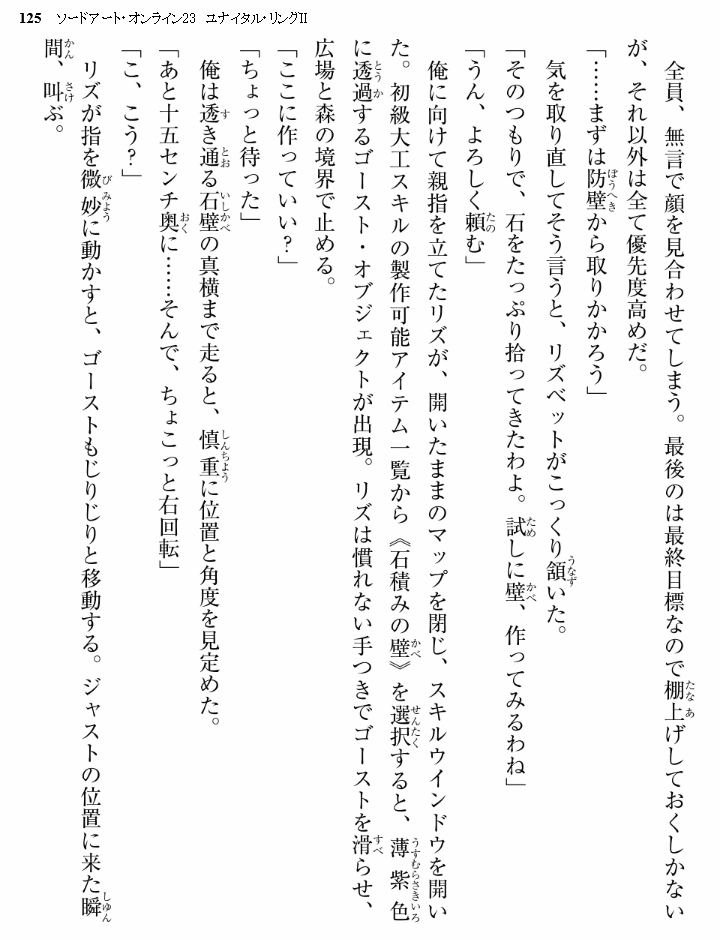 125 ソードアート・オンライン23 ユナイタル・リングⅡ
全員、無言で顔を見合わせてしまう。最後のは最終目標なので棚上げしておくしかない
が、それ以外は全て優先度高めだ。
「……まずは防壁から取りかかろう」
気を取り直してそう言うと、リズベットがこっくり頷いた。
「そのつもりで、石をたっぷり拾ってきたわよ。試しに壁、作ってみるわね」
「うん、よろしく頼む」
俺に向けて親指を立てたリズが、開いたままのマップを閉じ、スキルウインドウを開い
た。初級大工スキルの製作可能アイテム一覧から《石積みの壁》を選択すると、薄紫色
に透過するゴースト・オブジェクトが出現。リズは慣れない手つきでゴーストを滑らせ、
広場と森の境界で止める。
「ここに作っていい?」
「ちょっと待った」
俺は透き通る石壁の真横まで走ると、慎重に位置と角度を見定めた。
「あと十五センチ奥に……そんで、ちょこっと右回転」
「こ、こう?」
リズが指を微妙に動かすと、ゴーストもじりじりと移動する。ジャストの位置に来た瞬
間、叫ぶ。